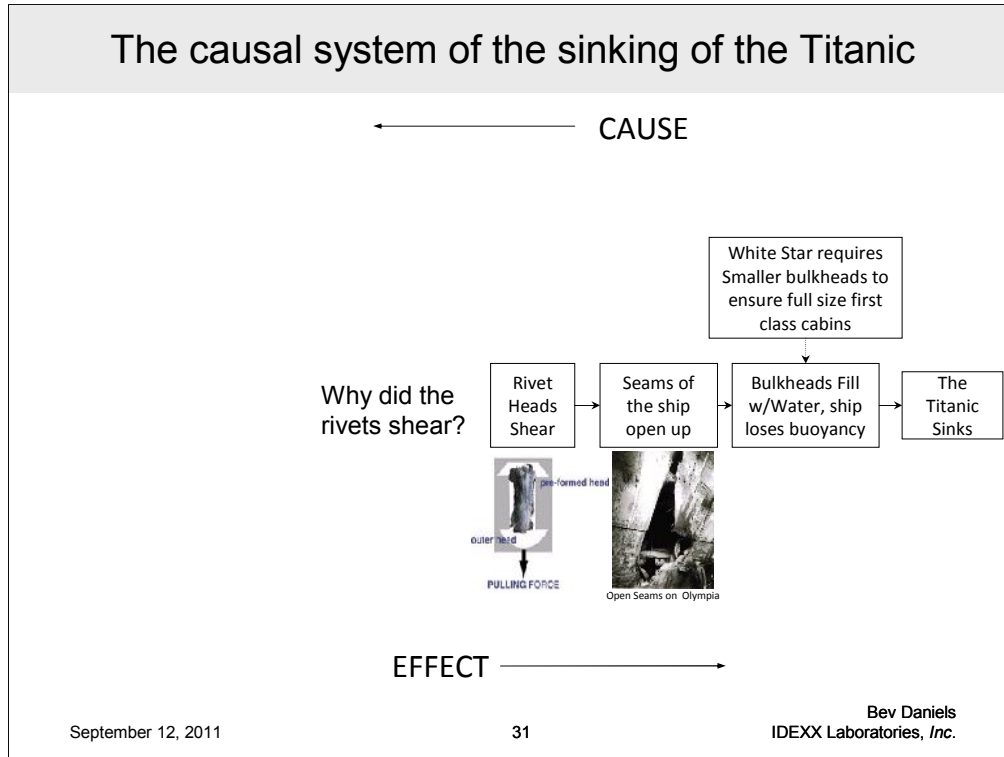 The causal system of the sinking of the Titanic
CAUSE
White Star requires
Smaller bulkheads to
ensure full size first
class cabins
Why did the
rivets shear?
Rivet
Heads
Shear
Seams of
the ship
open up
Bulkheads Fill
w/Water, ship
loses buoyancy
The
Titanic
Sinks
pre-formed head
outer head
PULLING FORCE
Open Seams on Olympia
EFFECT
September 12, 2011
31
Bev Daniels
IDEXX Laboratories, Inc.